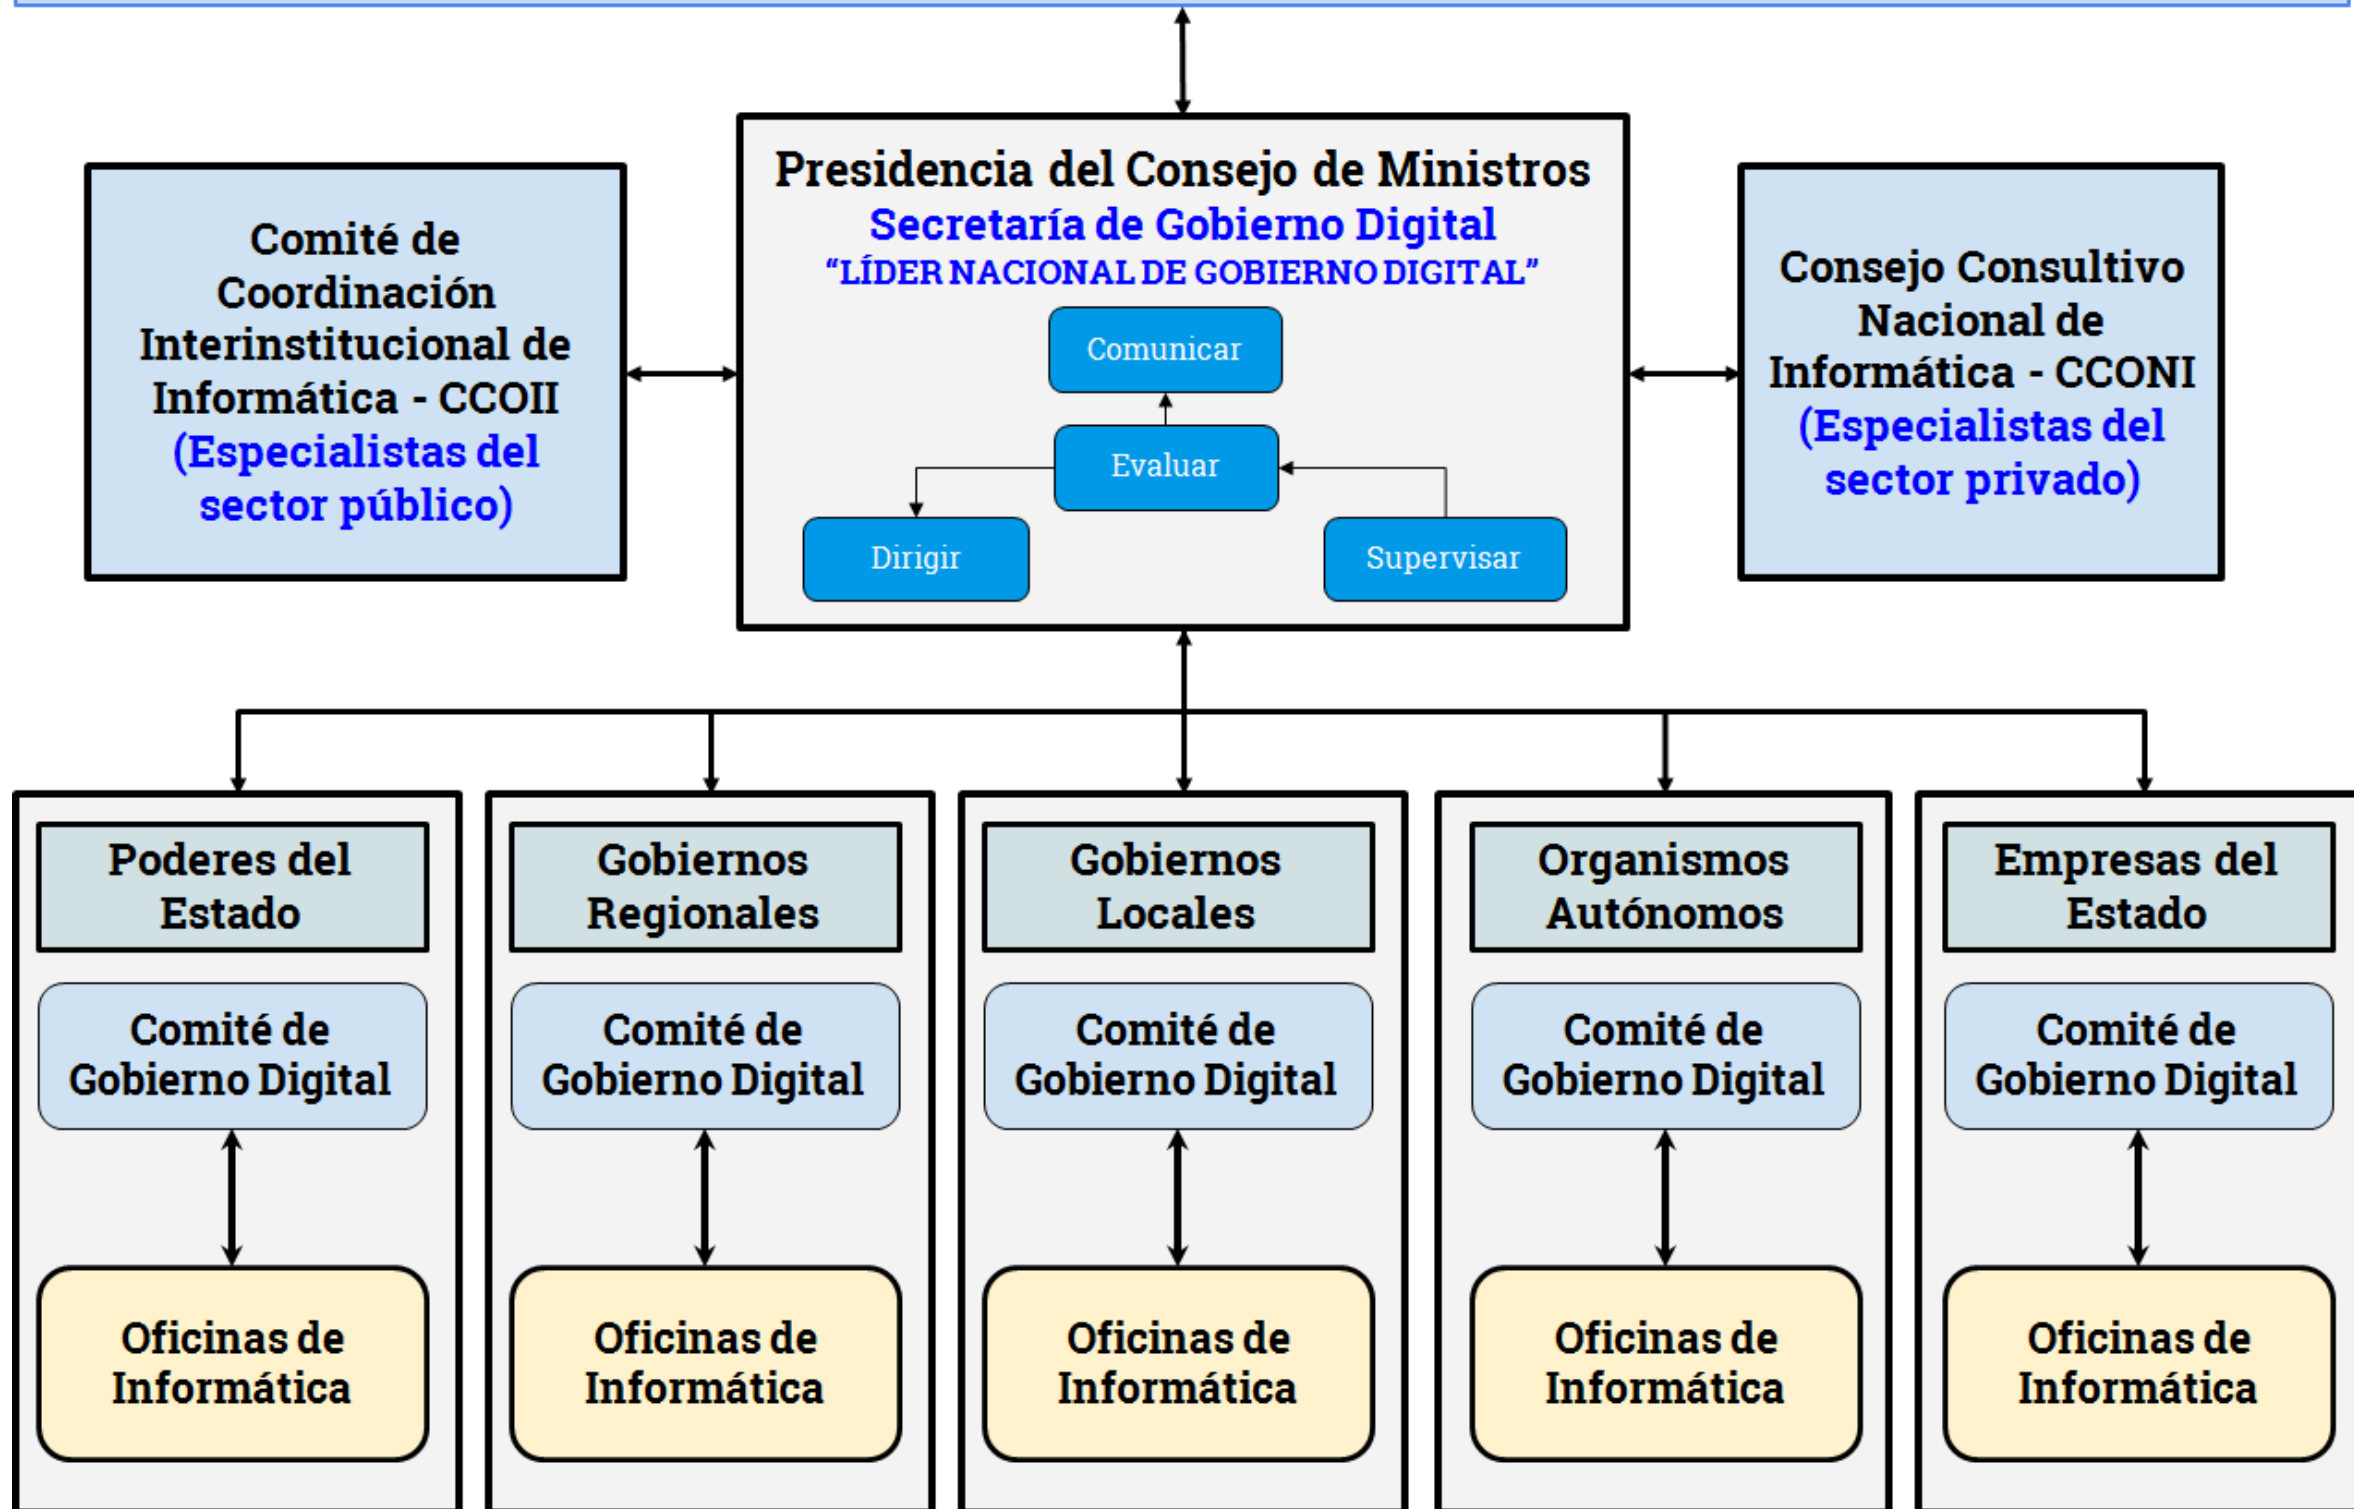 Presidencia del Consejo de Ministros
Secretaría de Gobierno Digital
“LÍDER NACIONAL DE GOBIERNO DIGITAL”
Comunicar
Evaluar
Dirigir
Supervisar
Comité de
Coordinación
Interinstitucional de
Informática - CCOII
(Especialistas del
sector público)
Consejo Consultivo
Nacional de
Informática - CCONI
(Especialistas del
sector privado)
Poderes del
Estado
Comité de
Gobierno Digital
Oficinas de
Informática
Gobiernos
Regionales
Comité de
Gobierno Digital
Oficinas de
Informática
Gobiernos
Locales
Comité de
Gobierno Digital
Oficinas de
Informática
Organismos
Autónomos
Comité de
Gobierno Digital
Oficinas de
Informática
Empresas del
Estado
Comité de
Gobierno Digital
Oficinas de
Informática